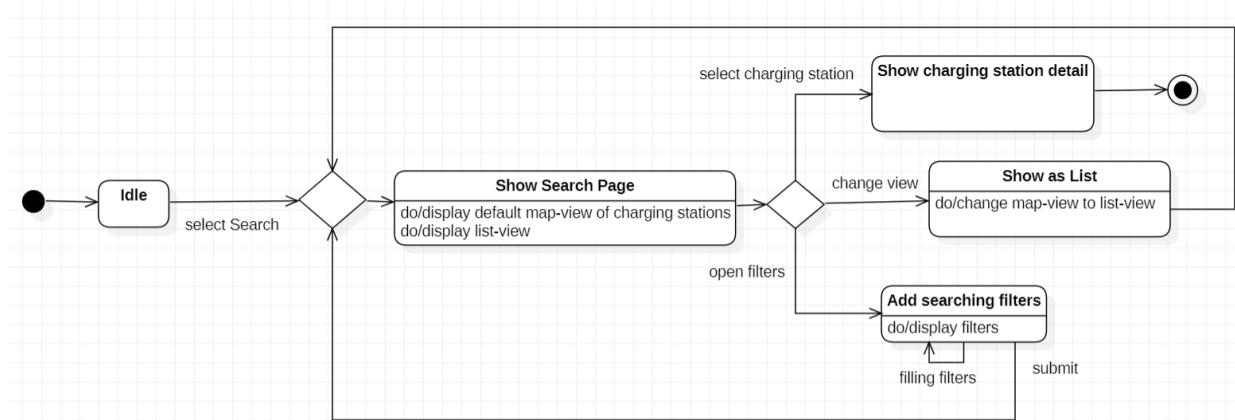 select charging station
Show charging station detail
Idle
select Search
Show Search Page
do/display default map-view of charging stations
do/display list-view
change view
Show as List
do/change map-view to list-view
open filters
Add searching filters
do/display filters
filling filters
submit